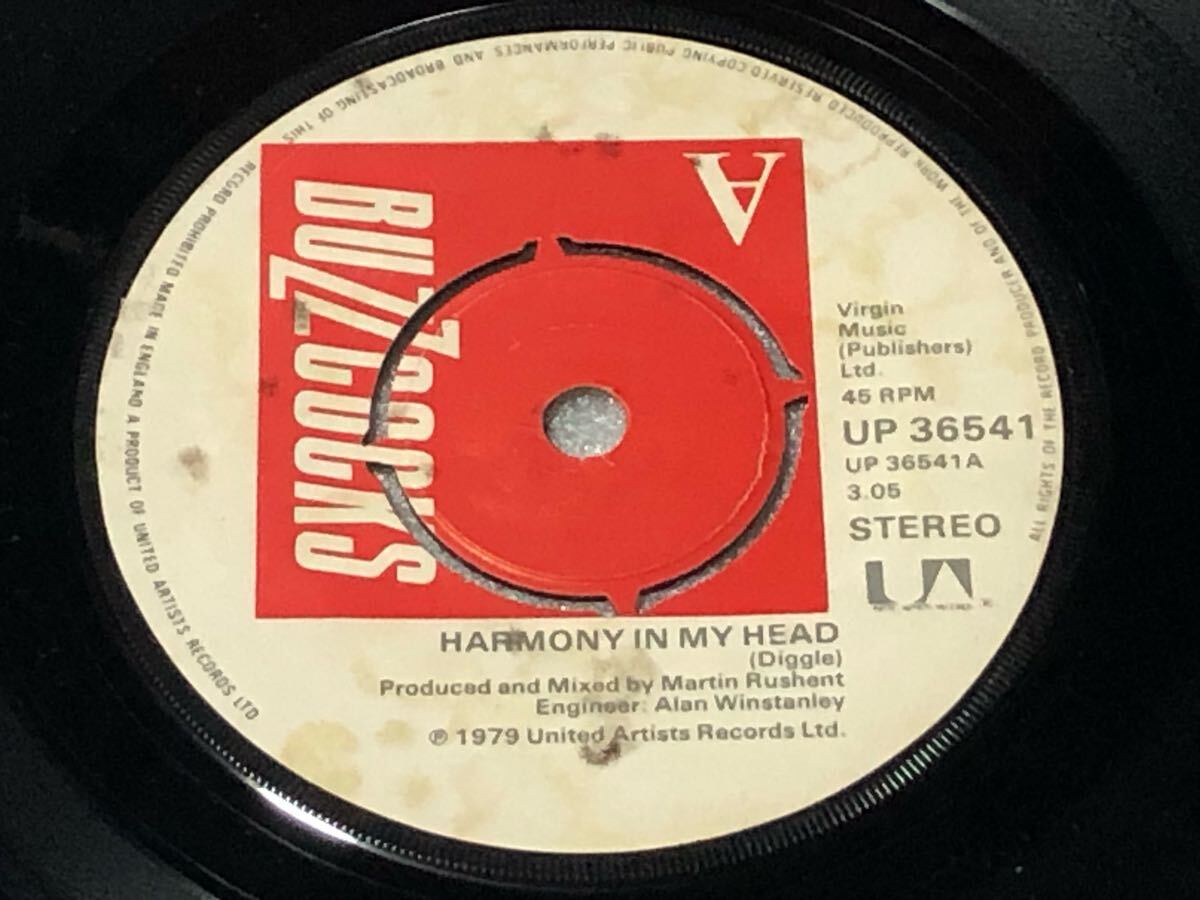 ALL RIGHTS OF THE RECORD PRODUCER AND OF THE WORK REPRODUCED RESERVED COPYING PUBLIC PERFORMANCES AND BROADCASTING OF THIS RECORD PROHIBITED MADE IN ENGLAND A PRODUCT OF UNITED ARTISTS RECORDS LTD
BUZZCOCKS
A
Virgin
Music
(Publishers)
Ltd.
45 RPM
UP 36541
UP 36541A
3.05
STEREO
UA
HARMONY IN MY HEAD
(Diggle)
Produced and Mixed by Martin Rushent
Engineer: Alan Winstanley
℗ 1979 United Artists Records Ltd.